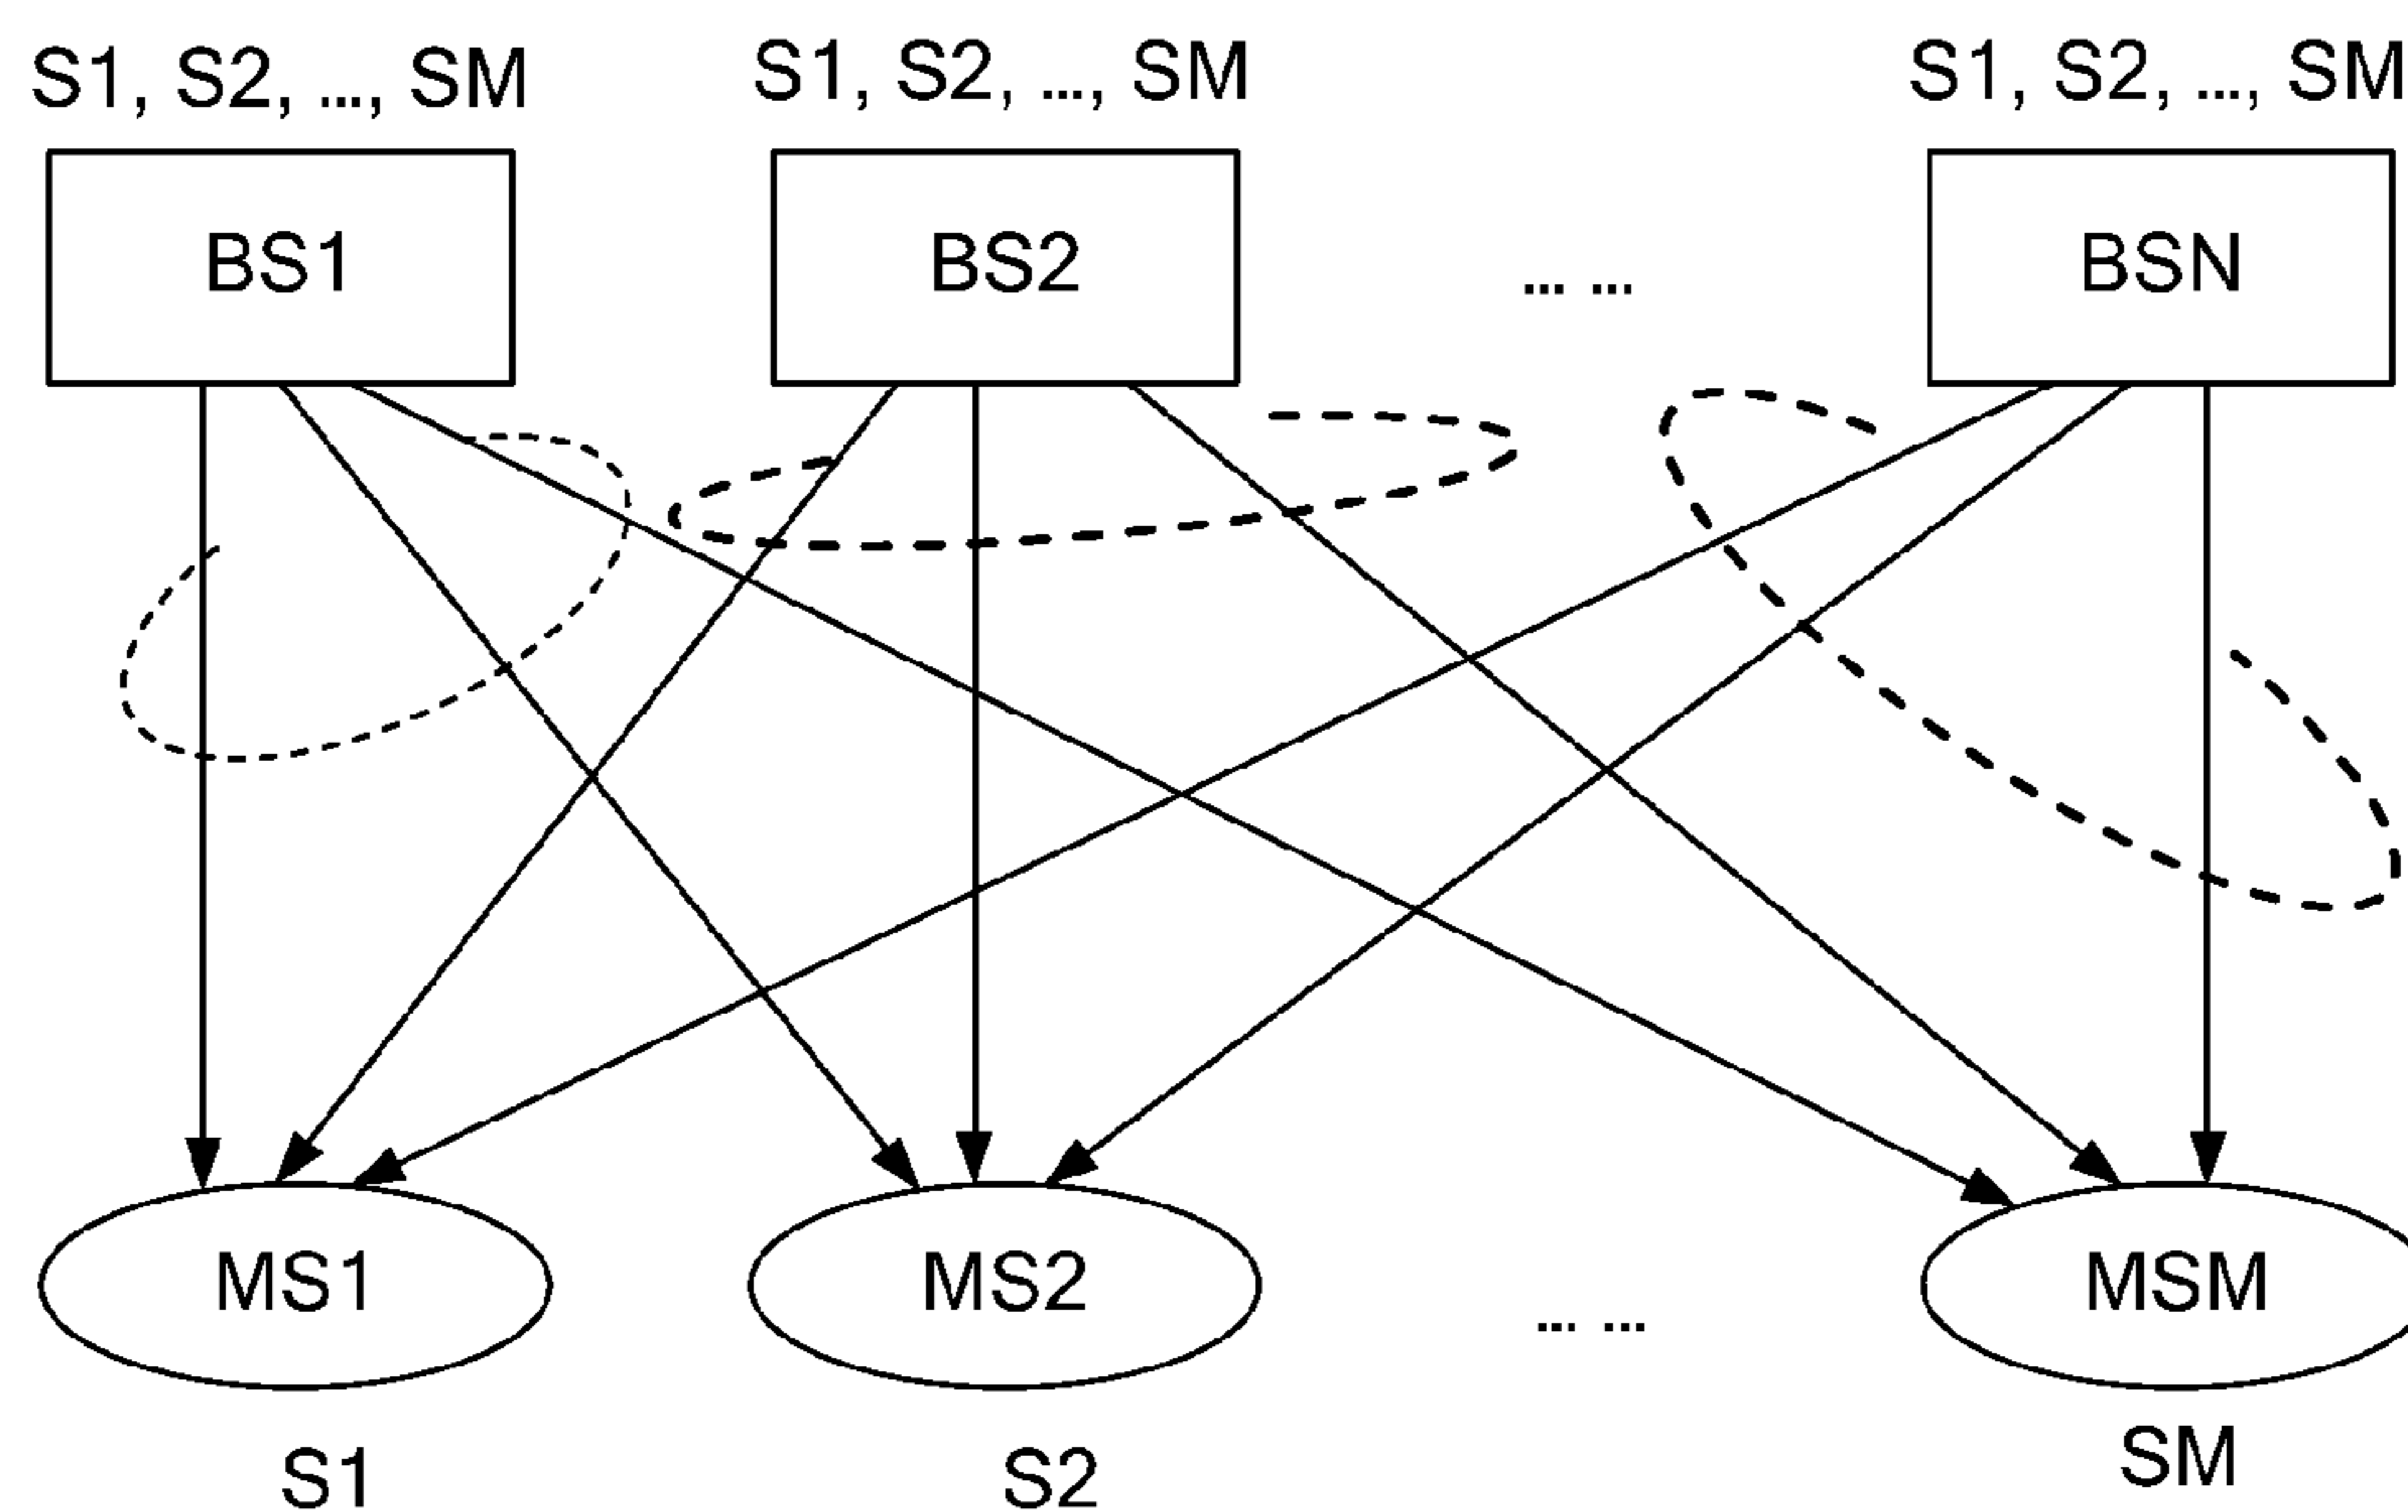 S1, S2, ..., SM S1, S2, ..., SM S1, S2, ..., SM
BS1 BS2 ... ... BSN
MS1 MS2 ... ... MSM
S1 S2 SM